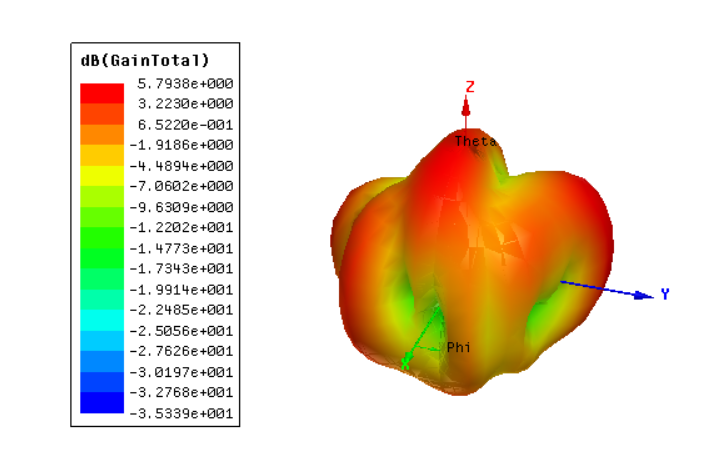 dB(GainTotal)
5.7938e+000
3.2230e+000
6.5220e-001
-1.9186e+000
-4.4894e+000
-7.0602e+000
-9.6309e+000
-1.2202e+001
-1.4773e+001
-1.7343e+001
-1.9914e+001
-2.2485e+001
-2.5056e+001
-2.7626e+001
-3.0197e+001
-3.2768e+001
-3.5339e+001
Z
Theta
Y
Phi
X